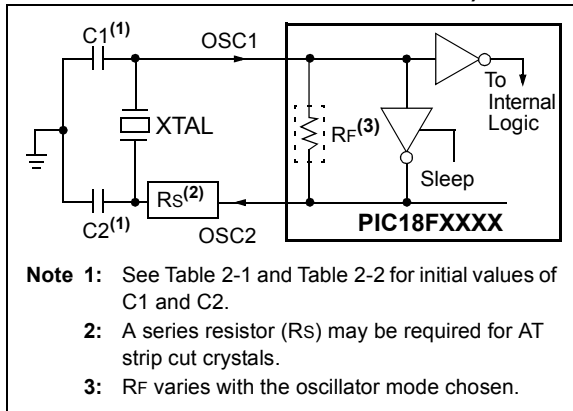 C1(1)
OSC1
To
Internal
Logic
XTAL
RF(3)
Sleep
RS(2)
C2(1)
OSC2
PIC18FXXXX
Note 1: See Table 2-1 and Table 2-2 for initial values of
C1 and C2.
2: A series resistor (RS) may be required for AT
strip cut crystals.
3: RF varies with the oscillator mode chosen.